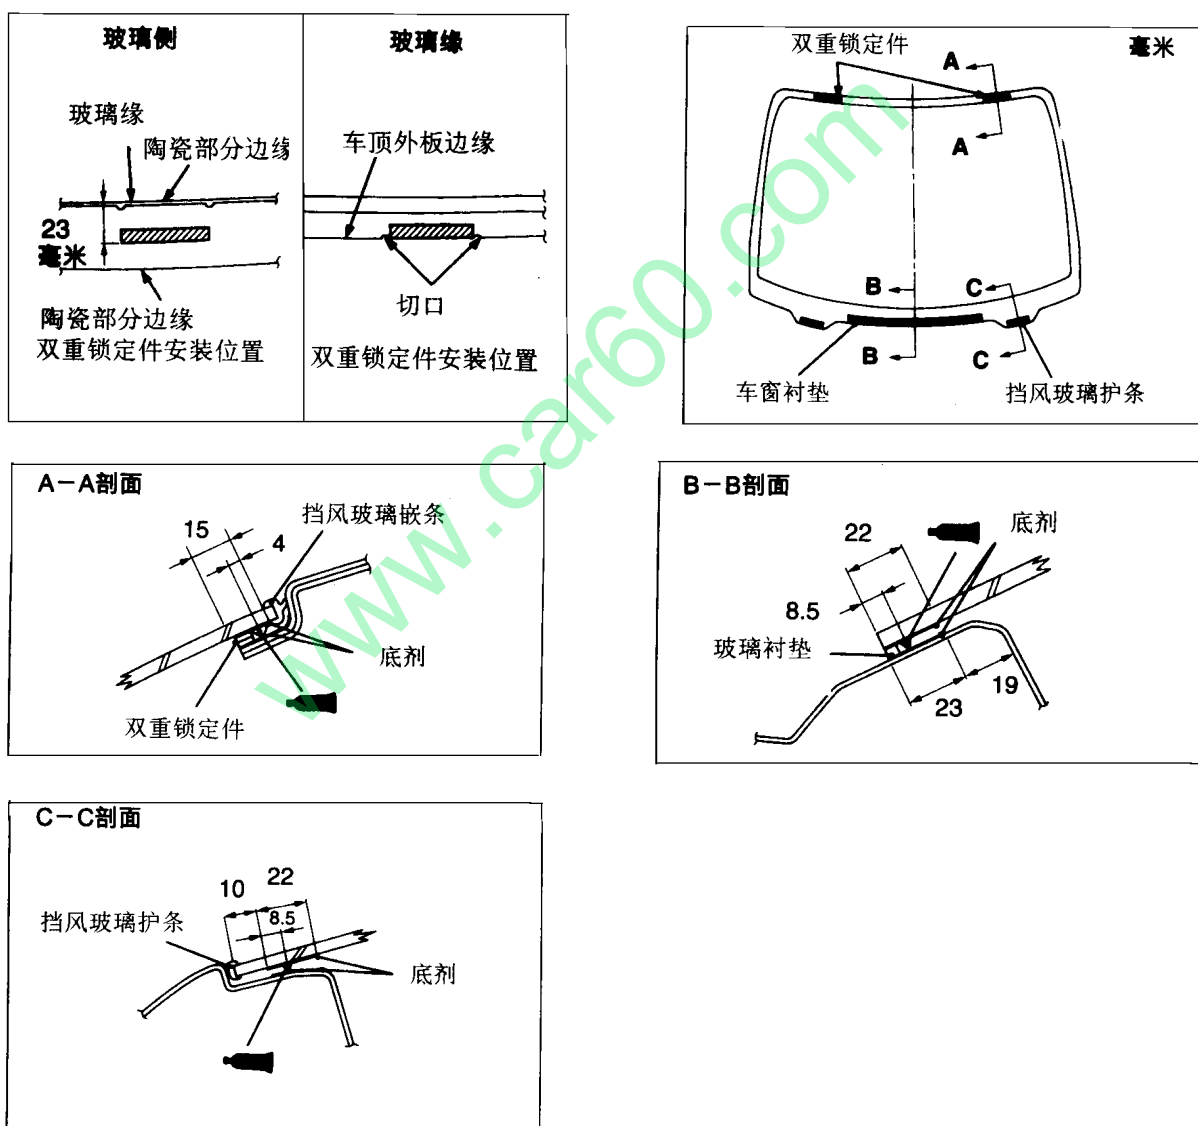 玻璃侧
玻璃缘
玻璃缘
陶瓷部分边缘
23
毫米
陶瓷部分边缘
双重锁定件安装位置
车顶外板边缘
切口
双重锁定件安装位置
双重锁定件
毫米
A
A
B
B
C
C
车窗衬垫
挡风玻璃护条
A－A剖面
15
4
挡风玻璃嵌条
底剂
双重锁定件
B－B剖面
22
底剂
8.5
玻璃衬垫
23
19
C－C剖面
10
22
8.5
挡风玻璃护条
底剂
www.car60.com